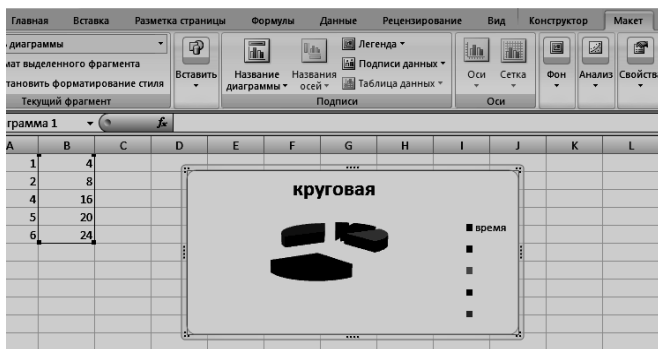 Главная Вставка Разметка страницы Формулы Данные Рецензирование Вид Конструктор Макет
диаграммы
мат выделенного фрагмента
тановить форматирование стиля
Текущий фрагмент
Вставить
Название диаграммы
Названия осей
Легенда
Подписи данных
Таблица данных
Подписи
Оси
Сетка
Оси
Фон
Анализ
Свойств
грамма 1 fx
A B C D E F G H I J K L
1 4
2 8
4 16
5 20
6 24
круговая
время